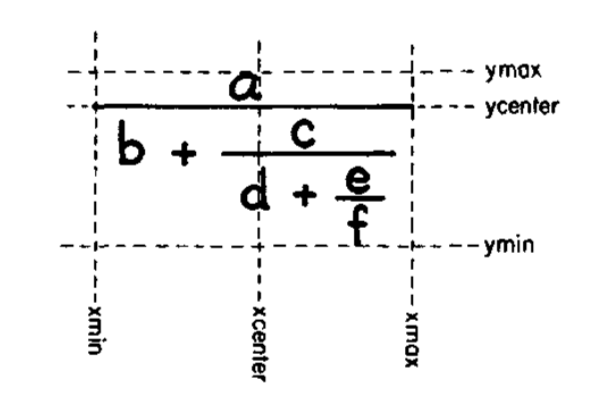 a
ymax
ycenter
b + c
d + e
f
ymin
xmin
xcenter
xmax